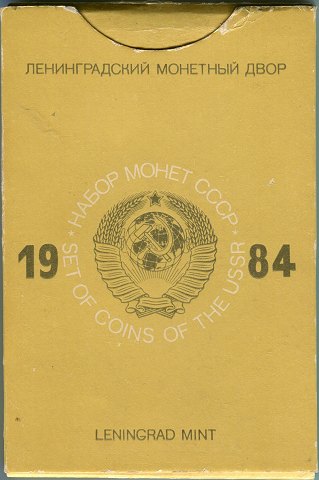 ЛЕНИНГРАДСКИЙ МОНЕТНЫЙ ДВОР
* НАБОР МОНЕТ СССР *
19 84
SET OF COINS OF THE USSR
LENINGRAD MINT